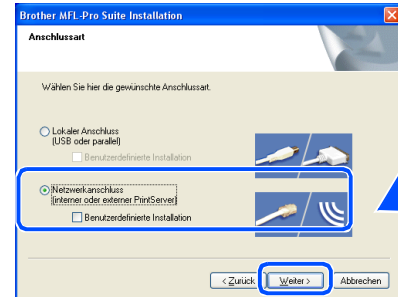 Brother MFL-Pro Suite Installation
Anschlussart
Wählen Sie hier die gewünschte Anschlussart.
Lokaler Anschluss
(USB oder parallel)
Benutzerdefinierte Installation
Netzwerkanschluss
(interner oder externer PrintServer)
Benutzerdefinierte Installation
< Zurück
Weiter >
Abbrechen